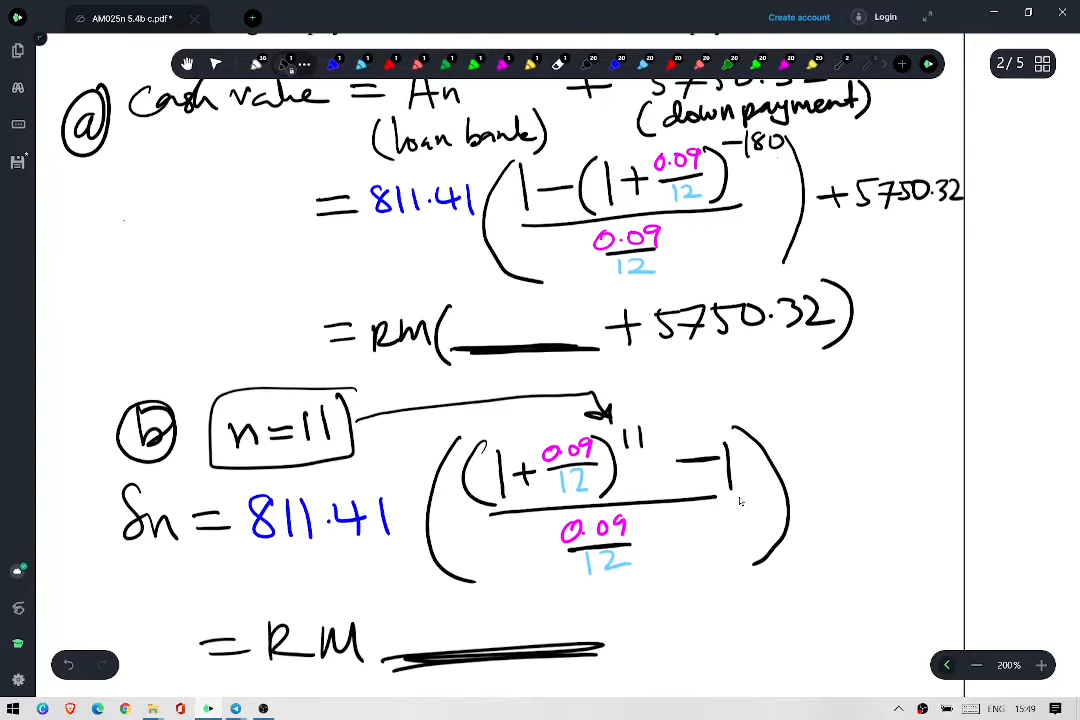 AM025n 5.4b c.pdf*
Create account
Login
2 / 5
(a) Cash value = An + 5750.32
(loan bank) (down payment)
= 811.41 ( (1 - (1 + 0.09/12)^-180) / (0.09/12) ) + 5750.32
= RM( ______ + 5750.32)
(b) n = 11
Sn = 811.41 ( ((1 + 0.09/12)^11 - 1) / (0.09/12) )
= RM ______
200%
ENG 15:49